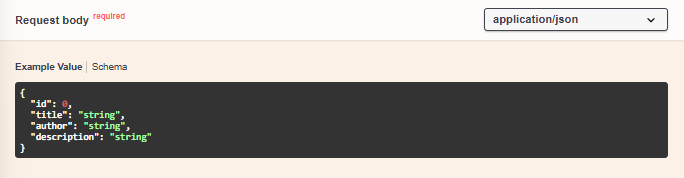 Request body required
application/json
Example Value | Schema
{
  "id": 0,
  "title": "string",
  "author": "string",
  "description": "string"
}